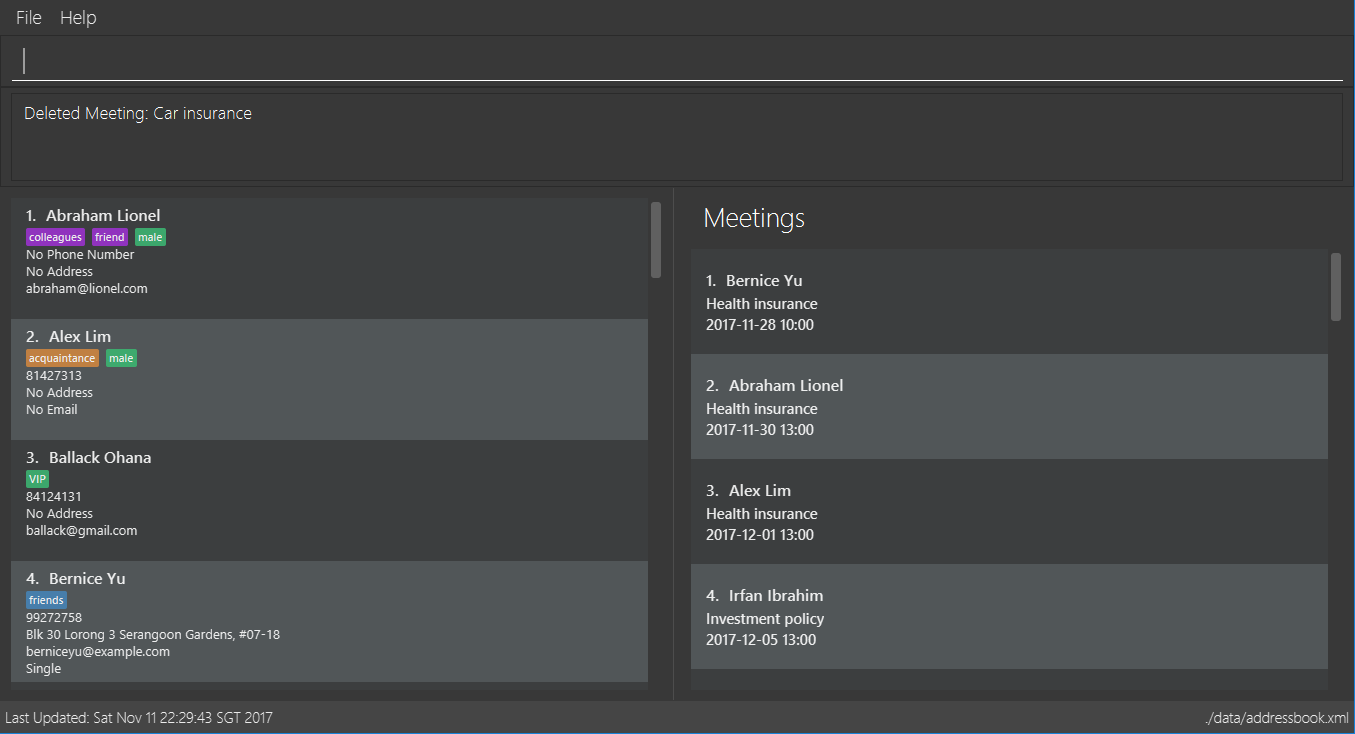 File Help
Deleted Meeting: Car insurance
1. Abraham Lionel
colleagues friend male
No Phone Number
No Address
abraham@lionel.com
2. Alex Lim
acquaintance male
81427313
No Address
No Email
3. Ballack Ohana
VIP
84124131
No Address
ballack@gmail.com
4. Bernice Yu
friends
99272758
Blk 30 Lorong 3 Serangoon Gardens, #07-18
berniceyu@example.com
Single
Meetings
1. Bernice Yu
Health insurance
2017-11-28 10:00
2. Abraham Lionel
Health insurance
2017-11-30 13:00
3. Alex Lim
Health insurance
2017-12-01 13:00
4. Irfan Ibrahim
Investment policy
2017-12-05 13:00
Last Updated: Sat Nov 11 22:29:43 SGT 2017
./data/addressbook.xml